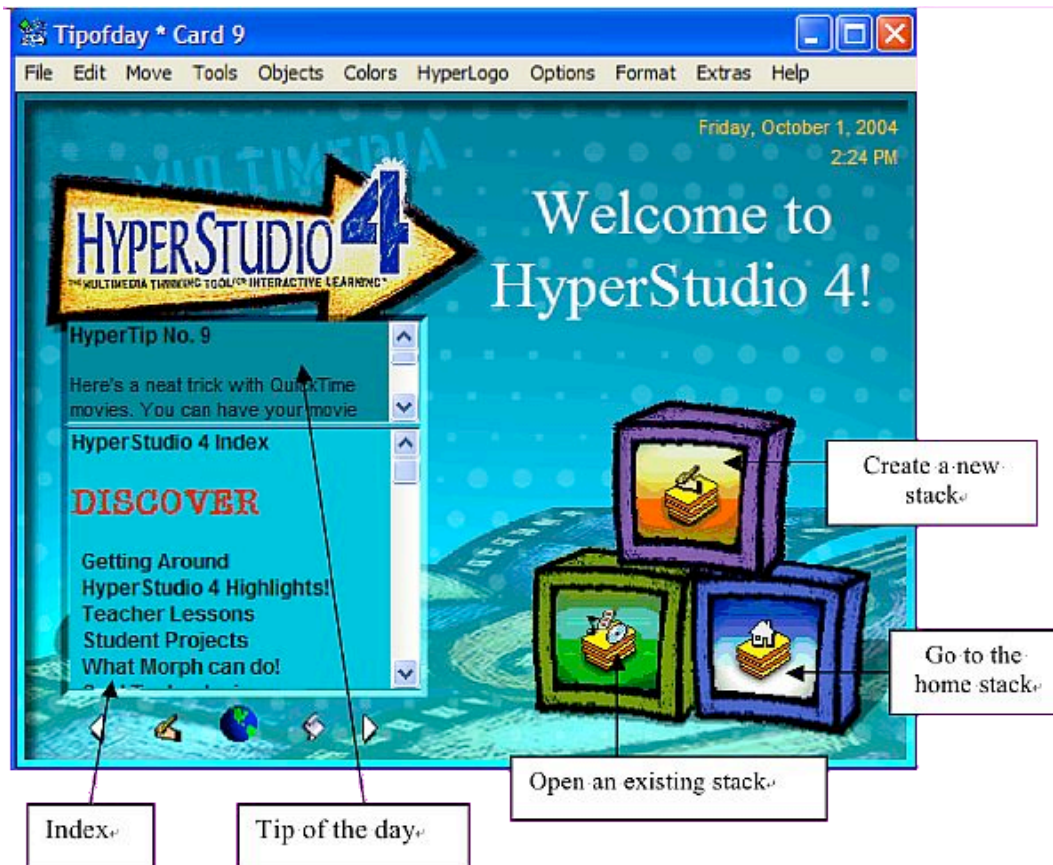 Tipofday * Card 9
File Edit Move Tools Objects Colors HyperLogo Options Format Extras Help
MULTIMEDIA
Friday, October 1, 2004
2:24 PM
HYPERSTUDIO 4
THE MULTIMEDIA THINKING TOOL FOR INTERACTIVE LEARNING™
Welcome to
HyperStudio 4!
HyperTip No. 9
Here's a neat trick with QuickTime
movies. You can have your movie
HyperStudio 4 Index
DISCOVER
Getting Around
HyperStudio 4 Highlights!
Teacher Lessons
Student Projects
What Morph can do!
Create a new
stack
Go to the
home stack
Open an existing stack
Index
Tip of the day